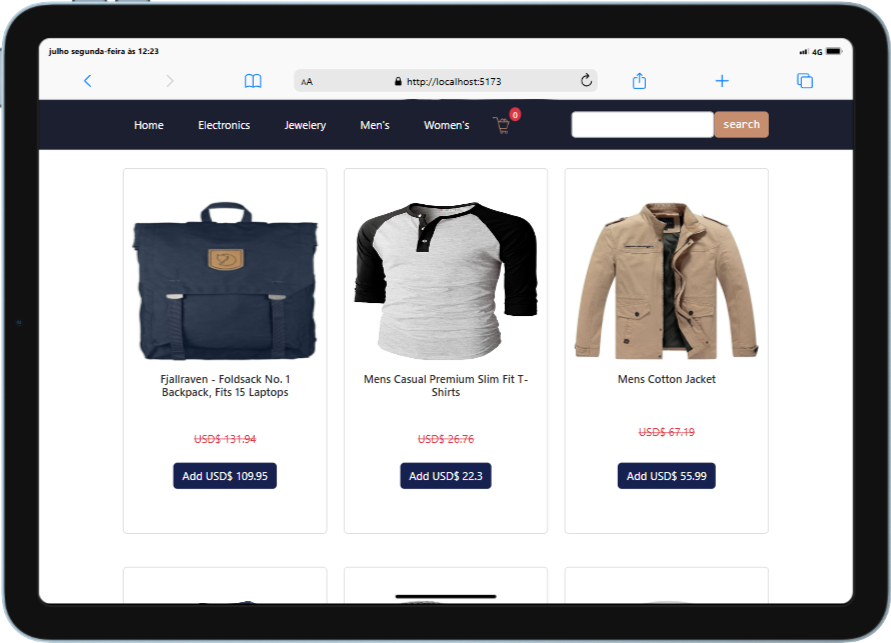 julho segunda-feira às 12:23
4G
AA
http://localhost:5173
Home
Electronics
Jewelery
Men's
Women's
0
search
Fjallraven - Foldsack No. 1
Backpack, Fits 15 Laptops
USD$ 131.94
Add USD$ 109.95
Mens Casual Premium Slim Fit T-
Shirts
USD$ 26.76
Add USD$ 22.3
Mens Cotton Jacket
USD$ 67.19
Add USD$ 55.99